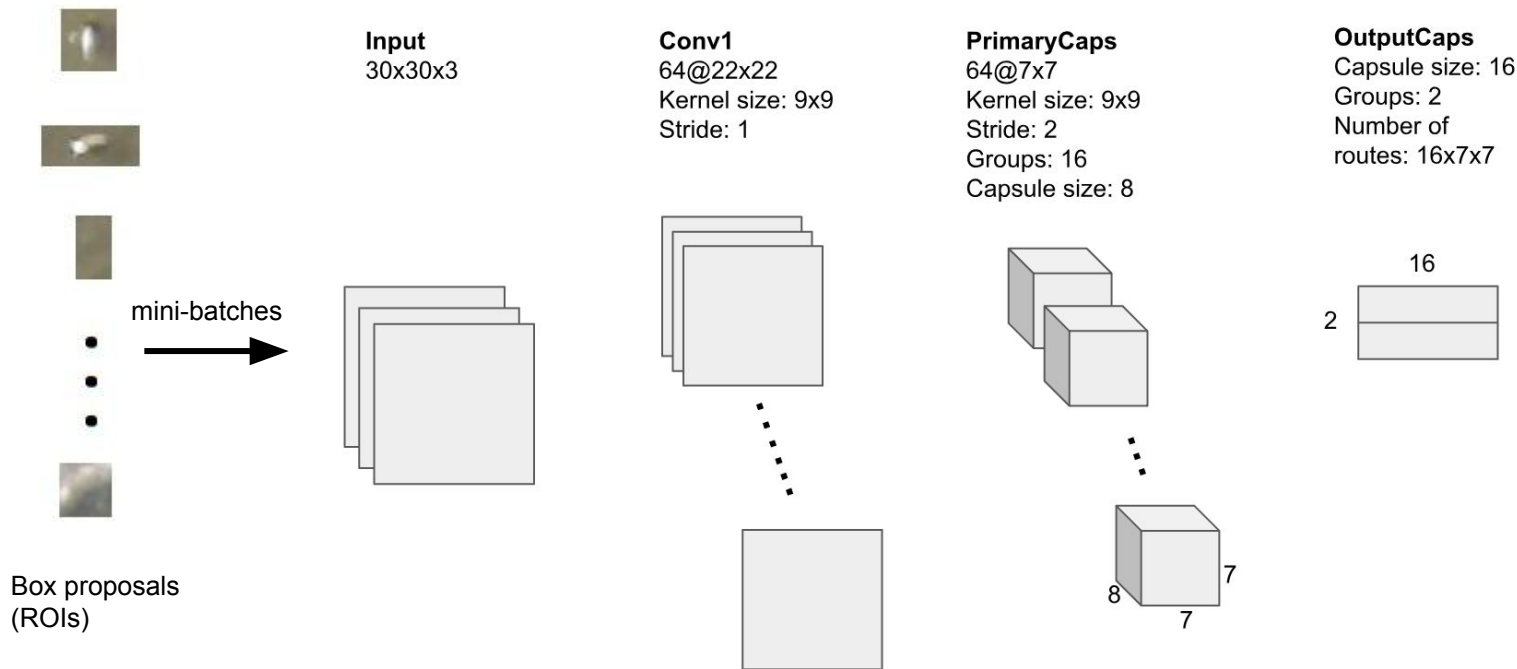 Input
30x30x3
Conv1
64@22x22
Kernel size: 9x9
Stride: 1
PrimaryCaps
64@7x7
Kernel size: 9x9
Stride: 2
Groups: 16
Capsule size: 8
OutputCaps
Capsule size: 16
Groups: 2
Number of
routes: 16x7x7
mini-batches
16
2
8
7
7
Box proposals
(ROIs)